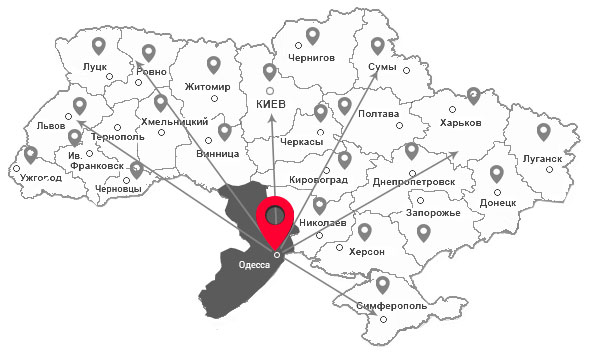 Чернигов
Луцк
Ровно
Сумы
Житомир
КИЕВ
Львов
Хмельницкий
Полтава
Харьков
Тернополь
Черкасы
Винница
Ив.
Франковск
Луганск
Ужгород
Черновцы
Кировоград
Днепропетровск
Донецк
Запорожье
Николаев
Херсон
Одесса
Симферополь